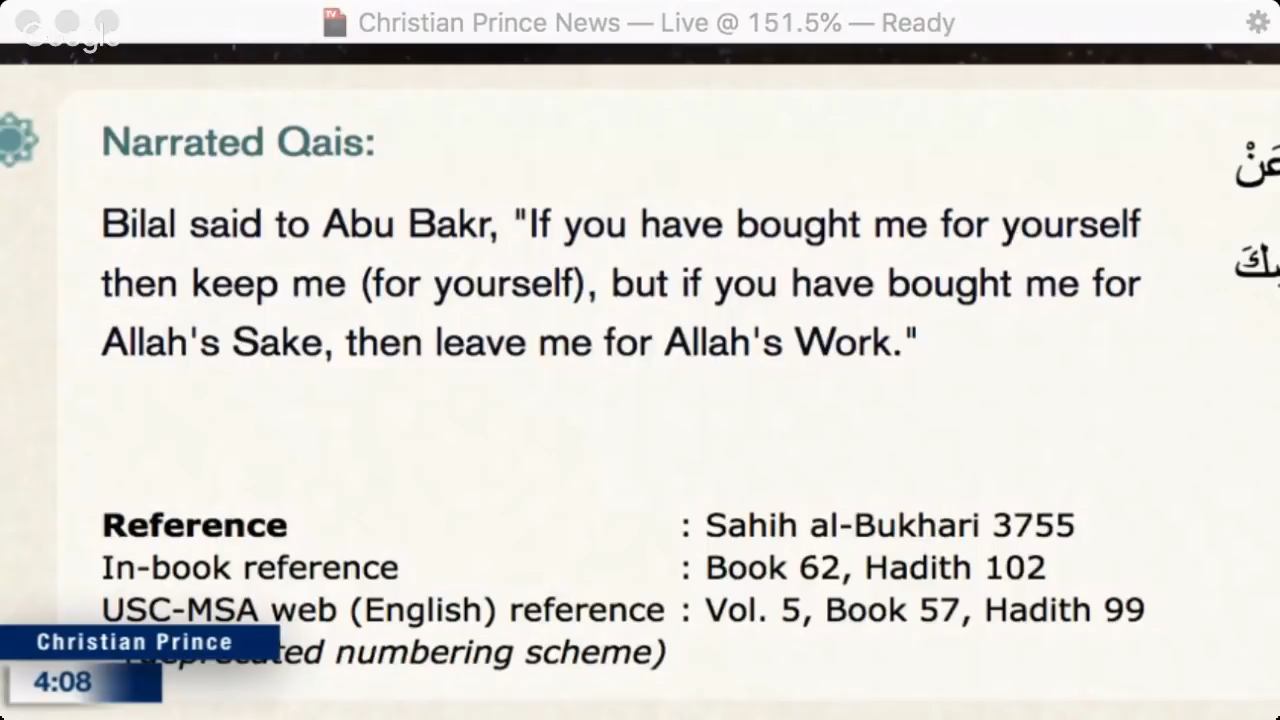 Christian Prince News — Live @ 151.5% — Ready
Google
Narrated Qais:
عَنْ
Bilal said to Abu Bakr, "If you have bought me for yourself
then keep me (for yourself), but if you have bought me for
Allah's Sake, then leave me for Allah's Work."
Reference : Sahih al-Bukhari 3755
In-book reference : Book 62, Hadith 102
USC-MSA web (English) reference : Vol. 5, Book 57, Hadith 99
(deprecated numbering scheme)
Christian Prince
4:08